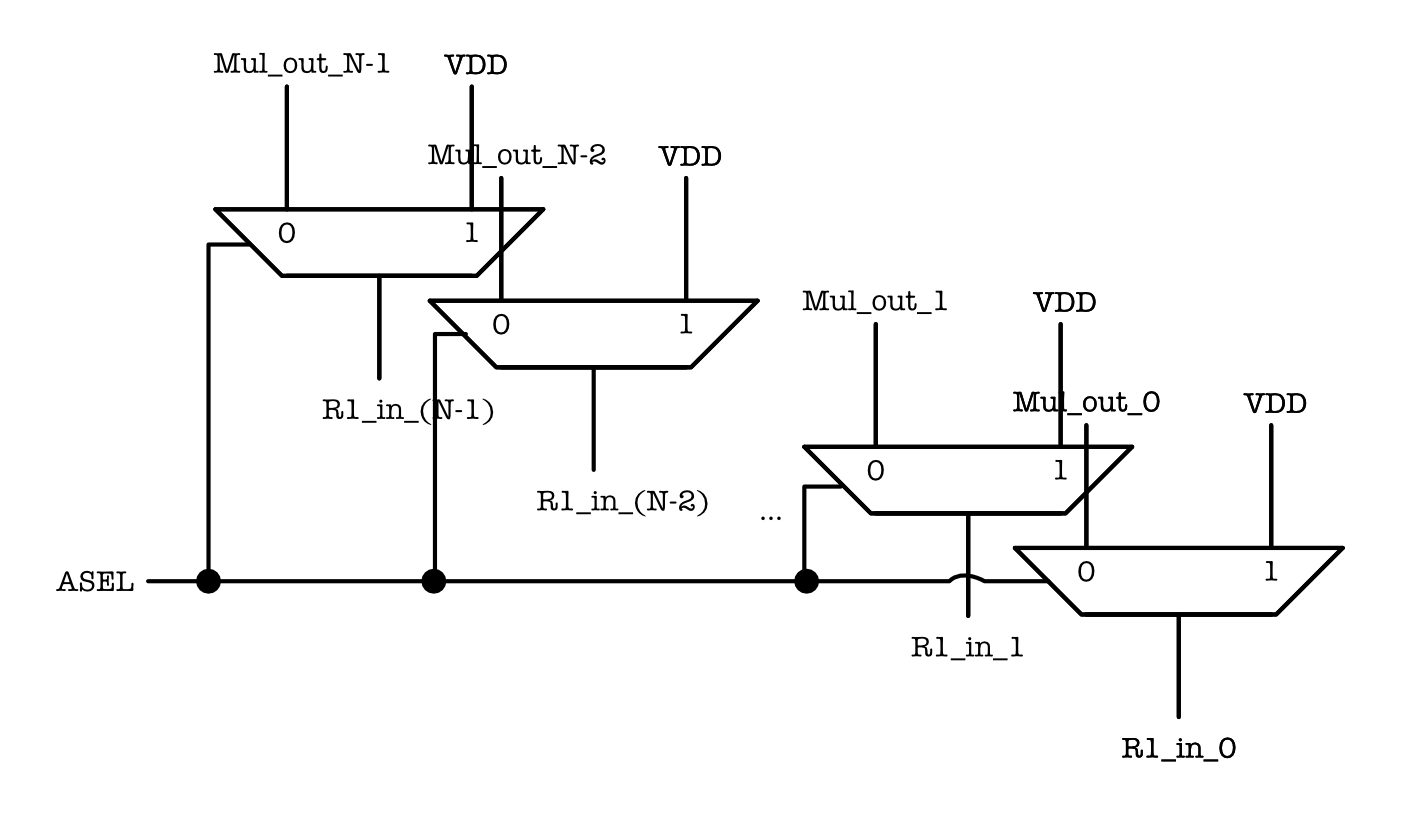 Mul_out_N-1 VDD
Mul_out_N-2 VDD
0 1
Mul_out_1 VDD
0 1
Mul_out_0 VDD
R1_in_(N-1)
0 1
R1_in_(N-2)
...
0 1
ASEL
R1_in_1
R1_in_0